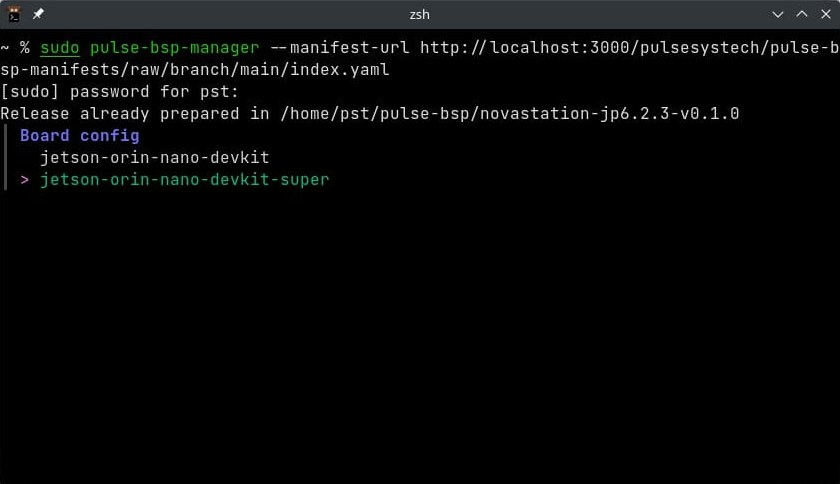 zsh
~ % sudo pulse-bsp-manager --manifest-url http://localhost:3000/pulsesystech/pulse-b
sp-manifests/raw/branch/main/index.yaml
[sudo] password for pst:
Release already prepared in /home/pst/pulse-bsp/novastation-jp6.2.3-v0.1.0
Board config
jetson-orin-nano-devkit
> jetson-orin-nano-devkit-super